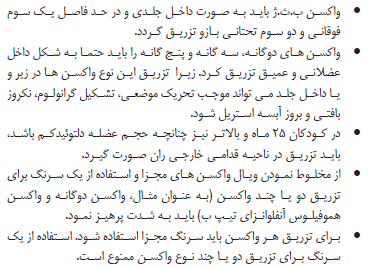 • واکسن ب.ث.ژ باید به صورت داخل جلدی و در حد فاصل یک سوم
فوقانی و دو سوم تحتانی بازو تزریق گردد.
• واکسن های دوگانه، سه گانه و پنج گانه را باید حتما به شکل داخل
عضلانی و عمیق تزریق کرد. زیرا تزریق این نوع واکسن ها در زیر و
یا داخل جلد می تواند موجب تحریک موضعی، تشکیل گرانولوم، نکروز
بافتی و بروز آبسه استریل شود.
• در کودکان ۲۵ ماه و بالاتر نیز چنانچه حجم عضله دلتوئیدکم باشد،
باید تزریق در ناحیه قدامی خارجی ران صورت گیرد.
• از مخلوط نمودن ویال واکسن های مجزا و استفاده از یک سرنگ برای
تزریق دو یا چند واکسن (به عنوان مثال، واکسن دوگانه و واکسن
هموفیلوس آنفلوانزای تیپ ب) باید به شدت پرهیز نمود.
• برای تزریق هر واکسن باید سرنگ مجزا استفاده شود. استفاده از یک
سرنگ برای تزریق دو یا چند نوع واکسن ممنوع است.